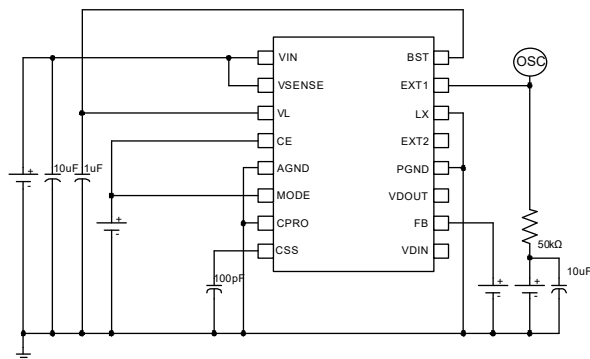 OSC
VIN
BST
VSENSE
EXT1
VL
LX
CE
EXT2
AGND
PGND
MODE
VDOUT
CPRO
FB
CSS
VDIN
+
-
10uF
1uF
+
-
100pF
50kΩ
+
-
+
-
10uF